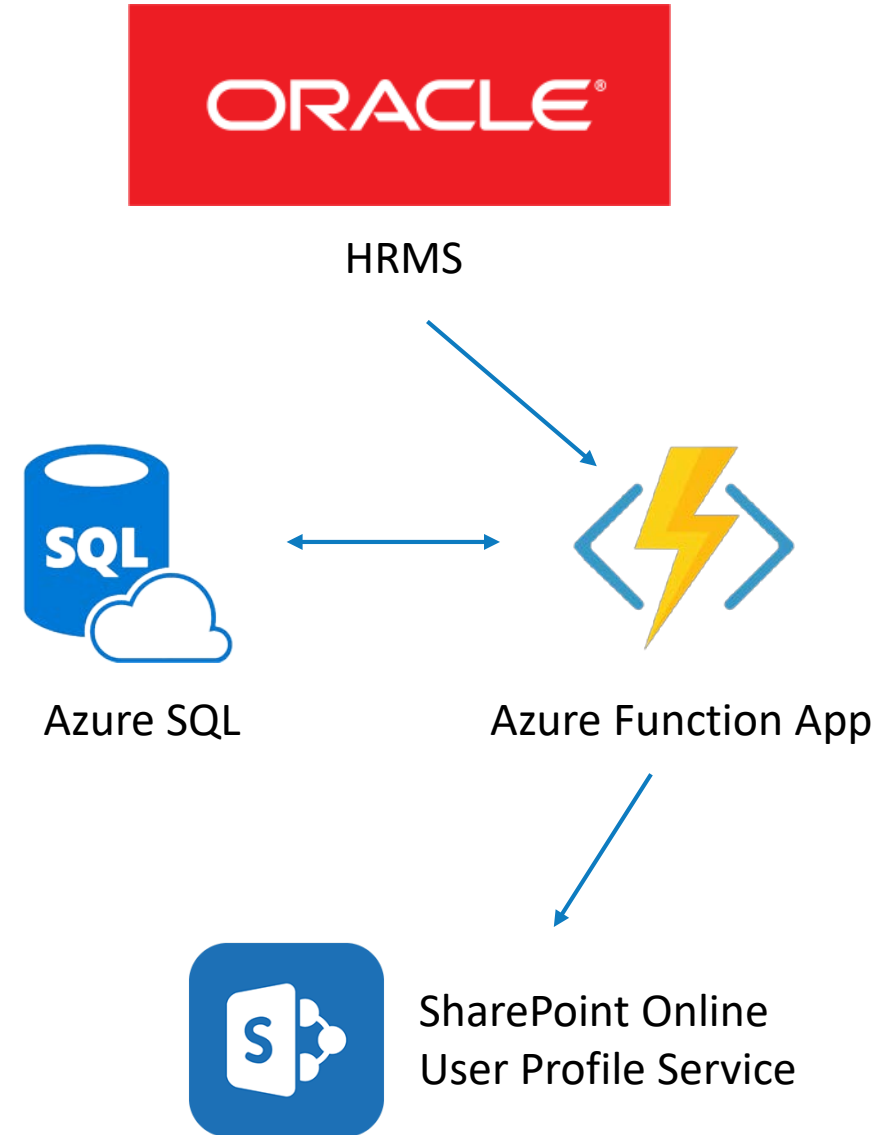 ORACLE®
HRMS
SQL
Azure SQL
Azure Function App
S
SharePoint Online
User Profile Service